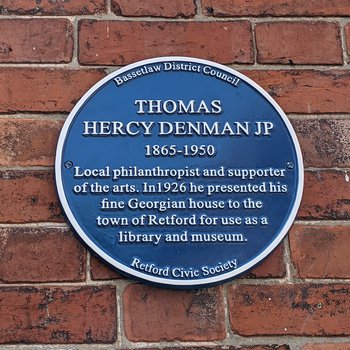 Bassetlaw District Council
THOMAS
HERCY DENMAN JP
1865-1950
Local philanthropist and supporter
of the arts. In1926 he presented his
fine Georgian house to the
town of Retford for use as a
library and museum.
Retford Civic Society